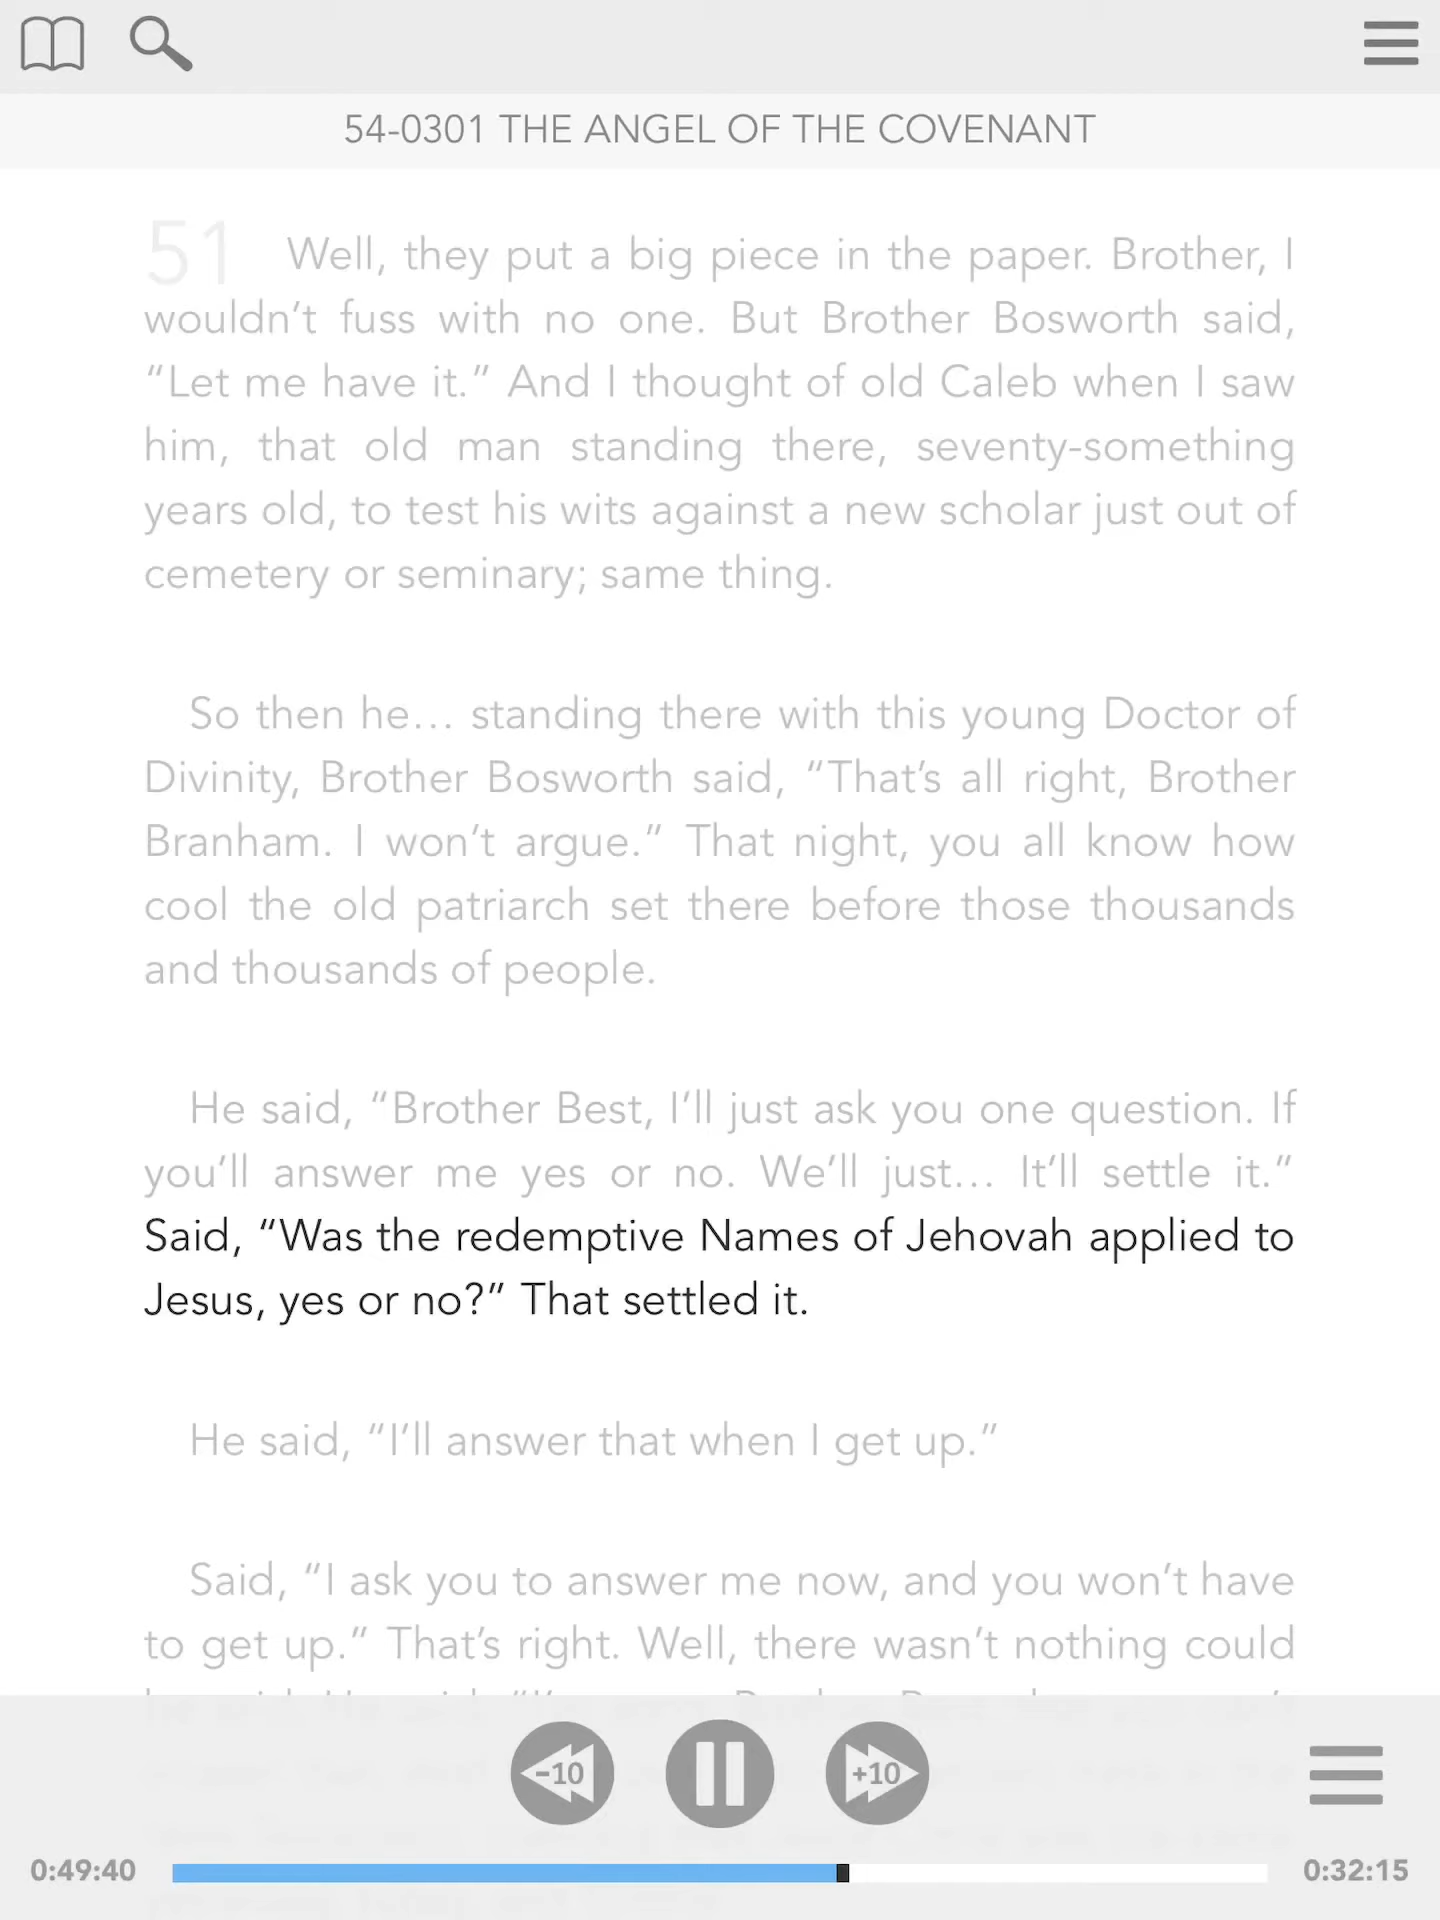 54-0301 THE ANGEL OF THE COVENANT
51 Well, they put a big piece in the paper. Brother, I
wouldn’t fuss with no one. But Brother Bosworth said,
“Let me have it.” And I thought of old Caleb when I saw
him, that old man standing there, seventy-something
years old, to test his wits against a new scholar just out of
cemetery or seminary; same thing.
So then he… standing there with this young Doctor of
Divinity, Brother Bosworth said, “That’s all right, Brother
Branham. I won’t argue.” That night, you all know how
cool the old patriarch set there before those thousands
and thousands of people.
He said, “Brother Best, I’ll just ask you one question. If
you’ll answer me yes or no. We’ll just… It’ll settle it.”
Said, “Was the redemptive Names of Jehovah applied to
Jesus, yes or no?” That settled it.
He said, “I’ll answer that when I get up.”
Said, “I ask you to answer me now, and you won’t have
to get up.” That’s right. Well, there wasn’t nothing could
-10 +10
0:49:40 0:32:15